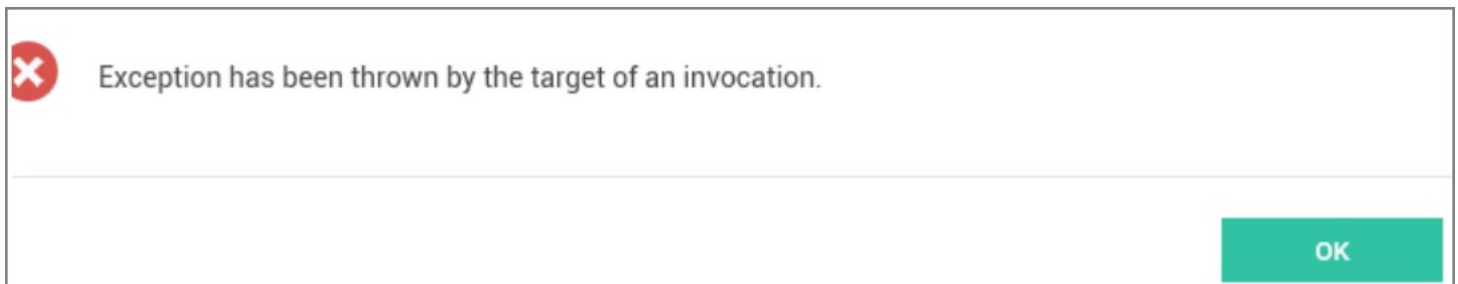 Exception has been thrown by the target of an invocation.
OK